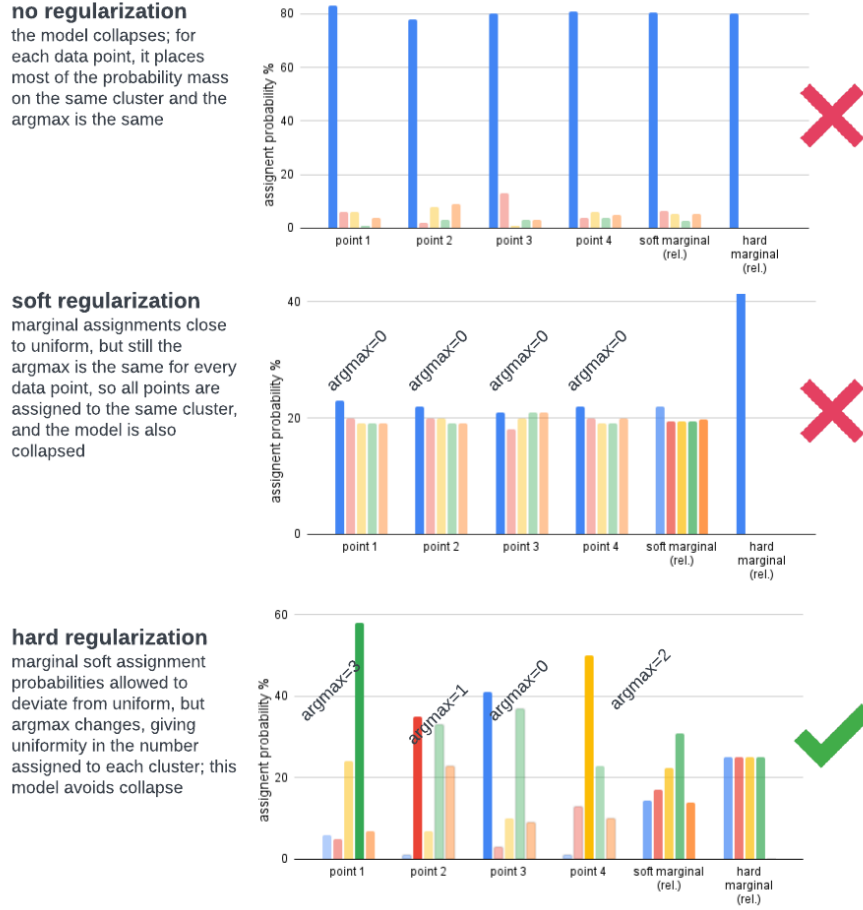 no regularization
the model collapses; for
each data point, it places
most of the probability mass
on the same cluster and the
argmax is the same
assignent probability %
80
60
40
20
0
point 1
point 2
point 3
point 4
soft marginal
(rel.)
hard
marginal
(rel.)
soft regularization
marginal assignments close
to uniform, but still the
argmax is the same for every
data point, so all points are
assigned to the same cluster,
and the model is also
collapsed
assignent probability %
40
20
0
argmax=0
argmax=0
argmax=0
argmax=0
point 1
point 2
point 3
point 4
soft marginal
(rel.)
hard
marginal
(rel.)
hard regularization
marginal soft assignment
probabilities allowed to
deviate from uniform, but
argmax changes, giving
uniformity in the number
assigned to each cluster; this
model avoids collapse
assignent probability %
60
40
20
0
argmax=3
argmax=1
argmax=0
argmax=2
point 1
point 2
point 3
point 4
soft marginal
(rel.)
hard
marginal
(rel.)